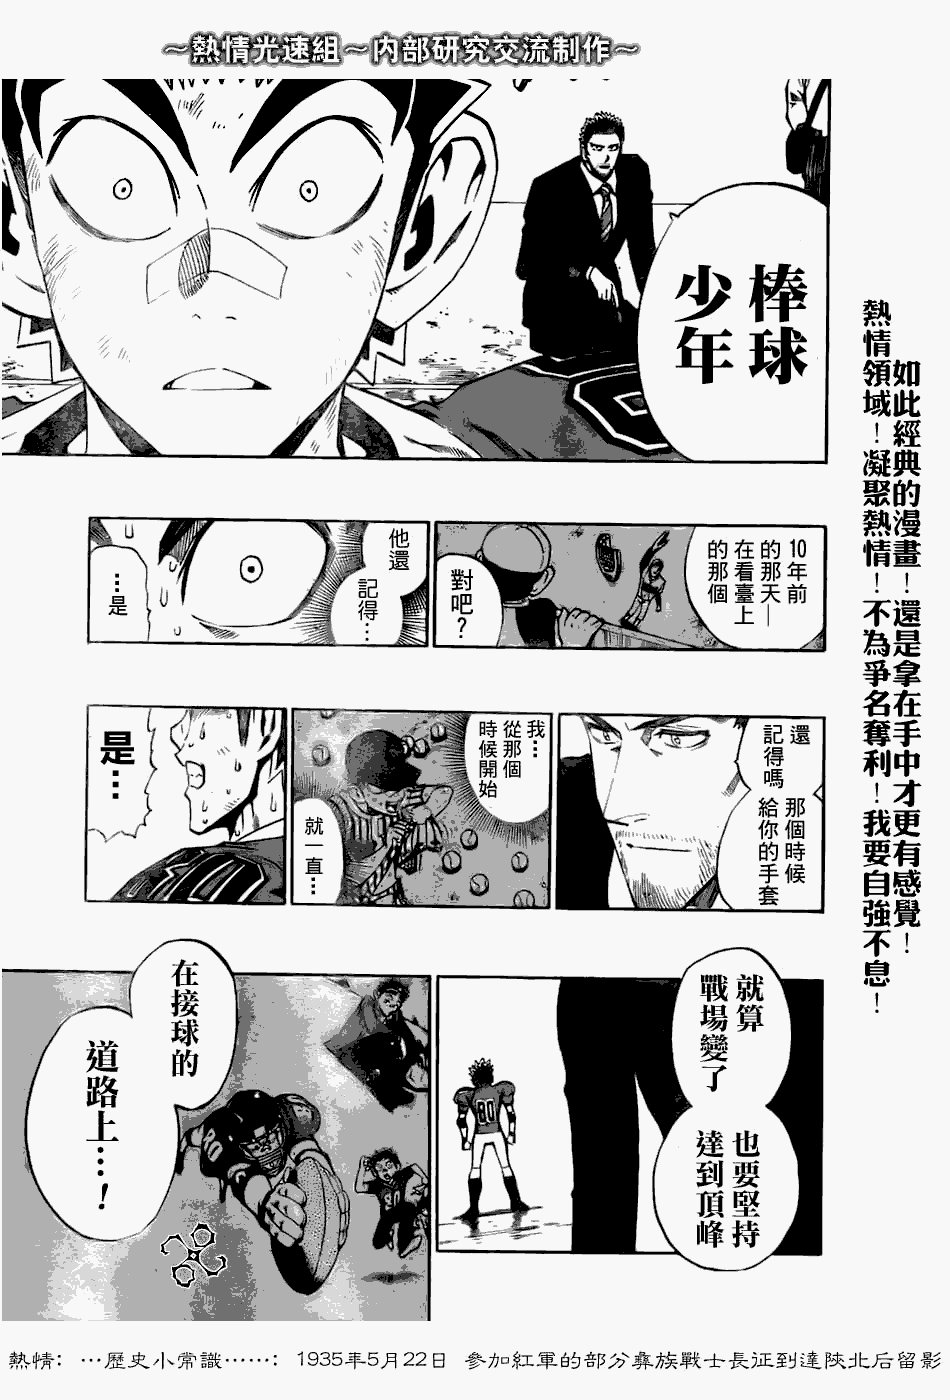 ～熱情光速組～内部研究交流制作～
棒球
少年
如此經典的漫畫！還是拿在手中才更有感覺！
熱情領域！凝聚熱情！不為爭名奪利！我要自強不息！
10年前
的那天—
在看臺上
的那個
對吧？
他還
記得…
…是
還
記得嗎
那個時候
給你的手套
我…
從那個
時候開始
就一直…
是…
就算
戰場變了
也要堅持
達到頂峰
在接球的
道路上…！
80
熱情：…歷史小常識……：1935年5月22日 參加紅軍的部分彝族戰士長征到達陝北后留影